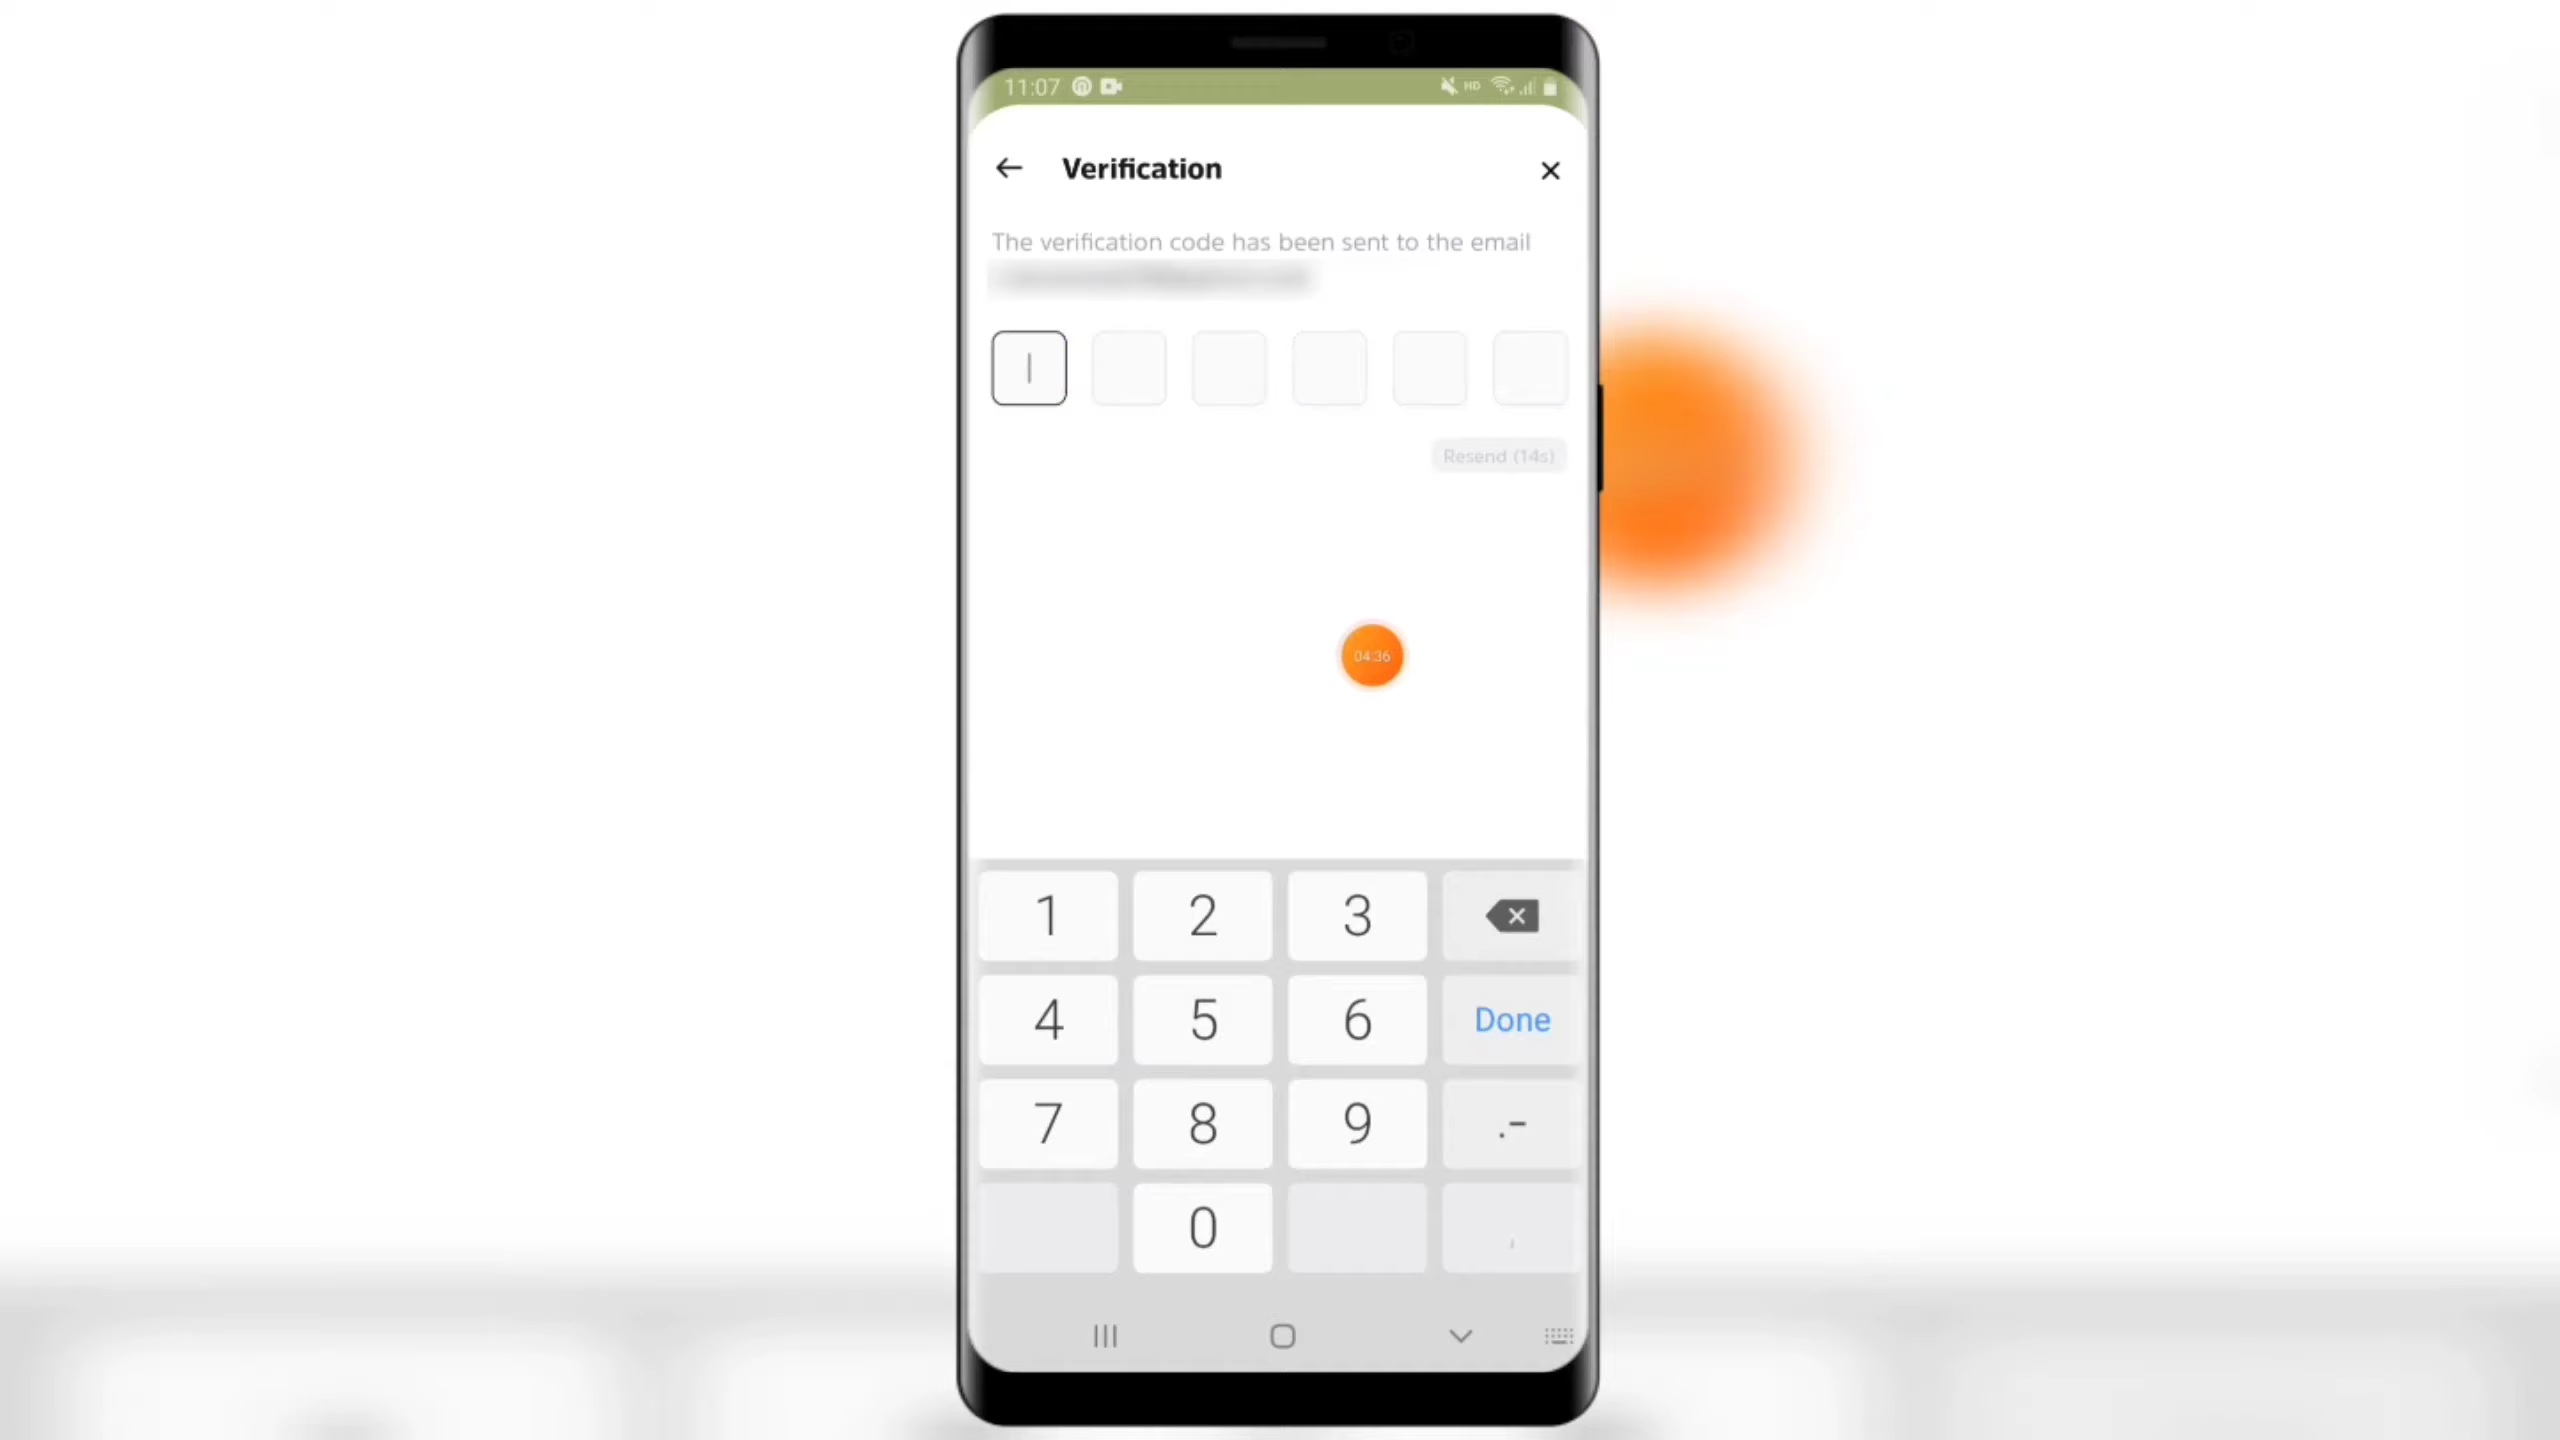 11:07
HD
Verification
The verification code has been sent to the email
Resend (14s)
04:36
1 2 3
4 5 6 Done
7 8 9 .-
0 ,